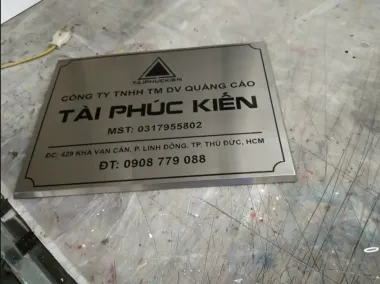 TAIPHUCKIEN
CÔNG TY TNHH TM DV QUẢNG CÁO
TÀI PHÚC KIẾN
MST: 0317955802
ĐC: 429 KHA VẠN CÂN, P. LINH ĐÔNG, TP. THỦ ĐỨC, HCM
ĐT: 0908 779 088